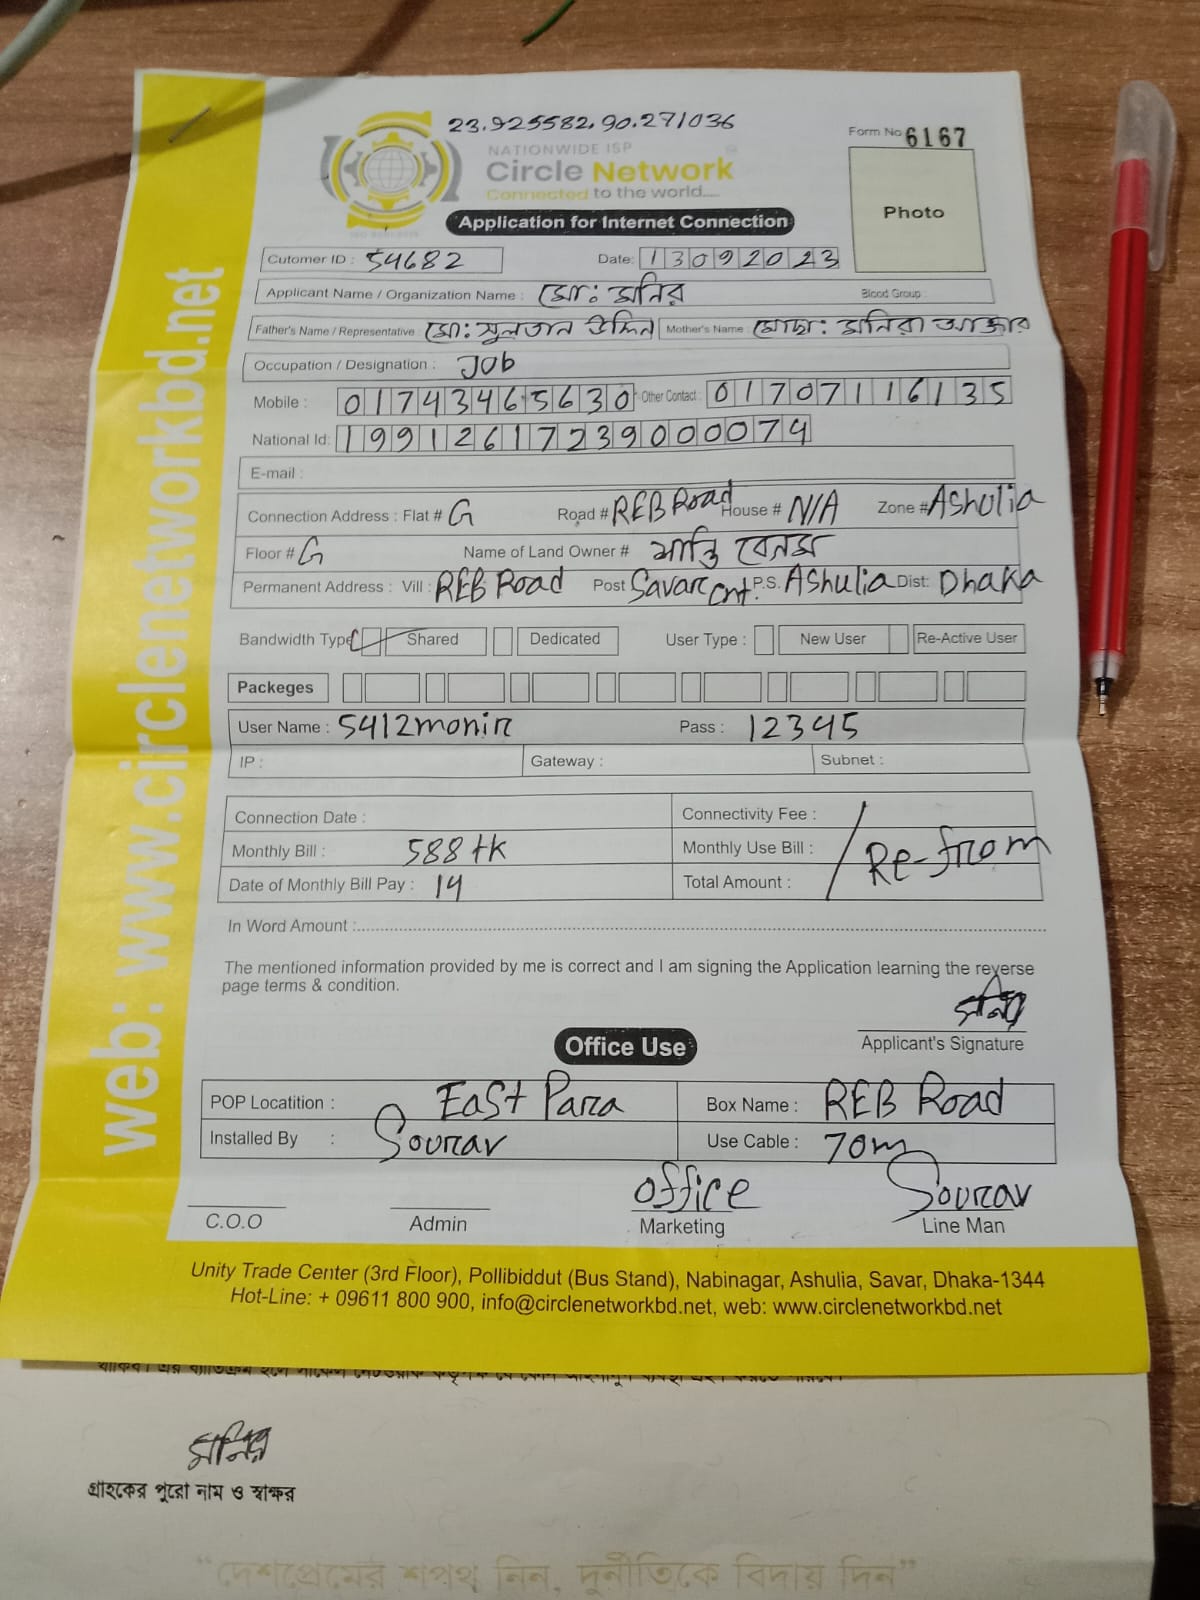 23.925582, 90.271036
NATIONWIDE ISP
Circle Network
Connected to the world....
Form No 6167
Photo
Application for Internet Connection
Cutomer ID : 54682 Date: 13092023
Applicant Name / Organization Name : মো: মনির Blood Group :
Father's Name / Representative : মো: সুলতান উদ্দিন Mother's Name : মোছা: মনিরা আক্তার
Occupation / Designation : Job
Mobile : 01743465630 Other Contact : 01707116135
National Id: 19912617239000074
E-mail :
Connection Address : Flat # G Road # REB Road House # N/A Zone # Ashulia
Floor # G Name of Land Owner #
Permanent Address : Vill : REB Road Post Savar Cnt. P.S. Ashulia Dist: Dhaka
Bandwidth Type Shared Dedicated User Type : New User Re-Active User
Packeges
User Name : 5412monir Pass : 12345
IP : Gateway : Subnet :
Connection Date : Connectivity Fee :
Monthly Bill : 588 tk Monthly Use Bill : Re-from
Date of Monthly Bill Pay : 14 Total Amount :
In Word Amount :
The mentioned information provided by me is correct and I am signing the Application learning the reverse
page terms & condition.
মনির
Applicant's Signature
Office Use
POP Locatition : East Para Box Name : REB Road
Installed By : Sourav Use Cable : 70m
office Sourav
C.O.O Admin Marketing Line Man
Unity Trade Center (3rd Floor), Pollibiddut (Bus Stand), Nabinagar, Ashulia, Savar, Dhaka-1344
Hot-Line: + 09611 800 900, info@circlenetworkbd.net, web: www.circlenetworkbd.net
web: www.circlenetworkbd.net
মনির
গ্রাহকের পুরো নাম ও স্বাক্ষর
“দেশপ্রেমের শপথ নিন, দুর্নীতিকে বিদায় দিন”